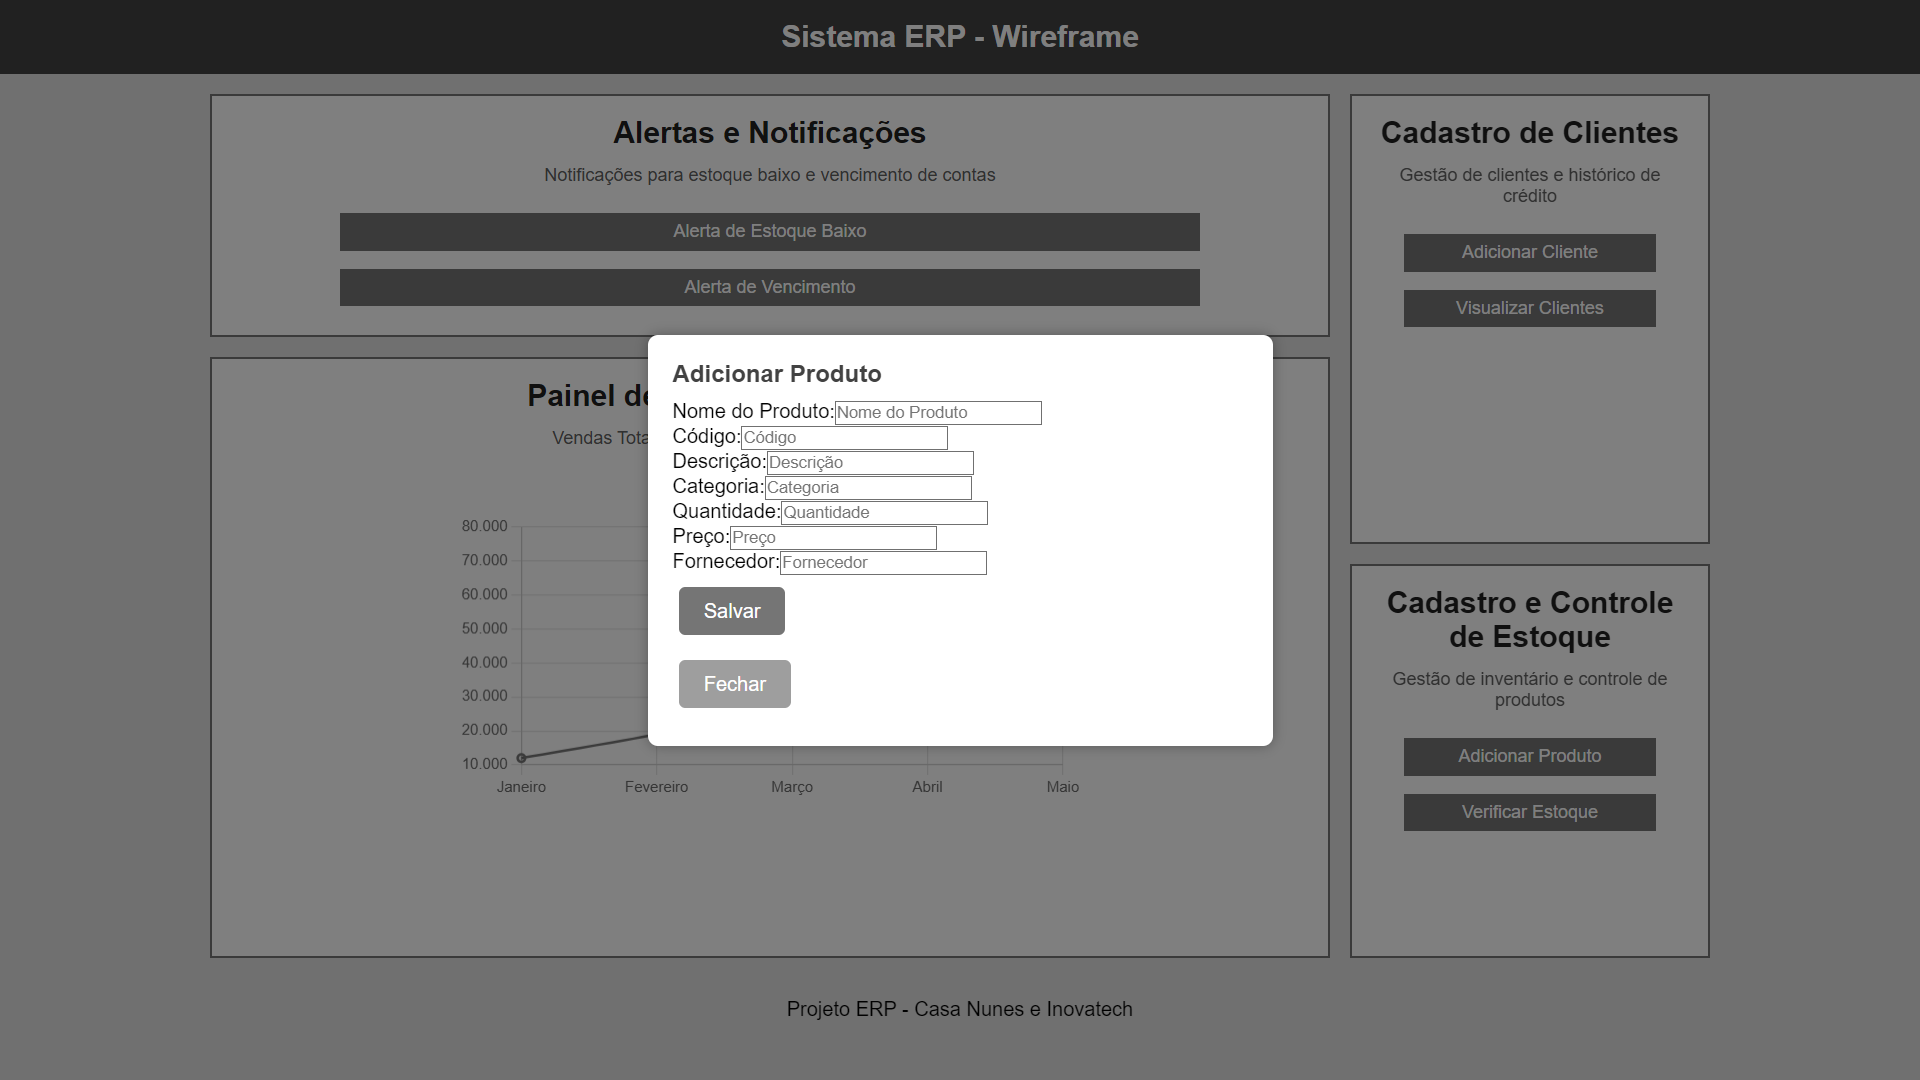 Sistema ERP - Wireframe
Alertas e Notificações
Notificações para estoque baixo e vencimento de contas
Alerta de Estoque Baixo
Alerta de Vencimento
Cadastro de Clientes
Gestão de clientes e histórico de
crédito
Adicionar Cliente
Visualizar Clientes
Painel
Vendas
80.000
70.000
60.000
50.000
40.000
30.000
20.000
10.000
Janeiro
Fevereiro
Março
Abril
Maio
Adicionar Produto
Nome do Produto: Nome do Produto
Código: Código
Descrição: Descrição
Categoria: Categoria
Quantidade: Quantidade
Preço: Preço
Fornecedor: Fornecedor
Salvar
Fechar
Cadastro e Controle
de Estoque
Gestão de inventário e controle de
produtos
Adicionar Produto
Verificar Estoque
Projeto ERP - Casa Nunes e Inovatech